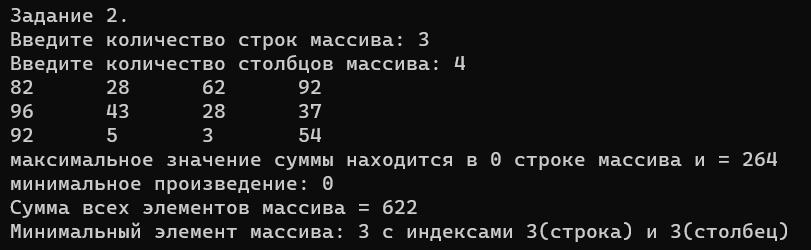 Задание 2.
Введите количество строк массива: 3
Введите количество столбцов массива: 4
82 28 62 92
96 43 28 37
92 5 3 54
максимальное значение суммы находится в 0 строке массива и = 264
минимальное произведение: 0
Сумма всех элементов массива = 622
Минимальный элемент массива: 3 с индексами 3(строка) и 3(столбец)